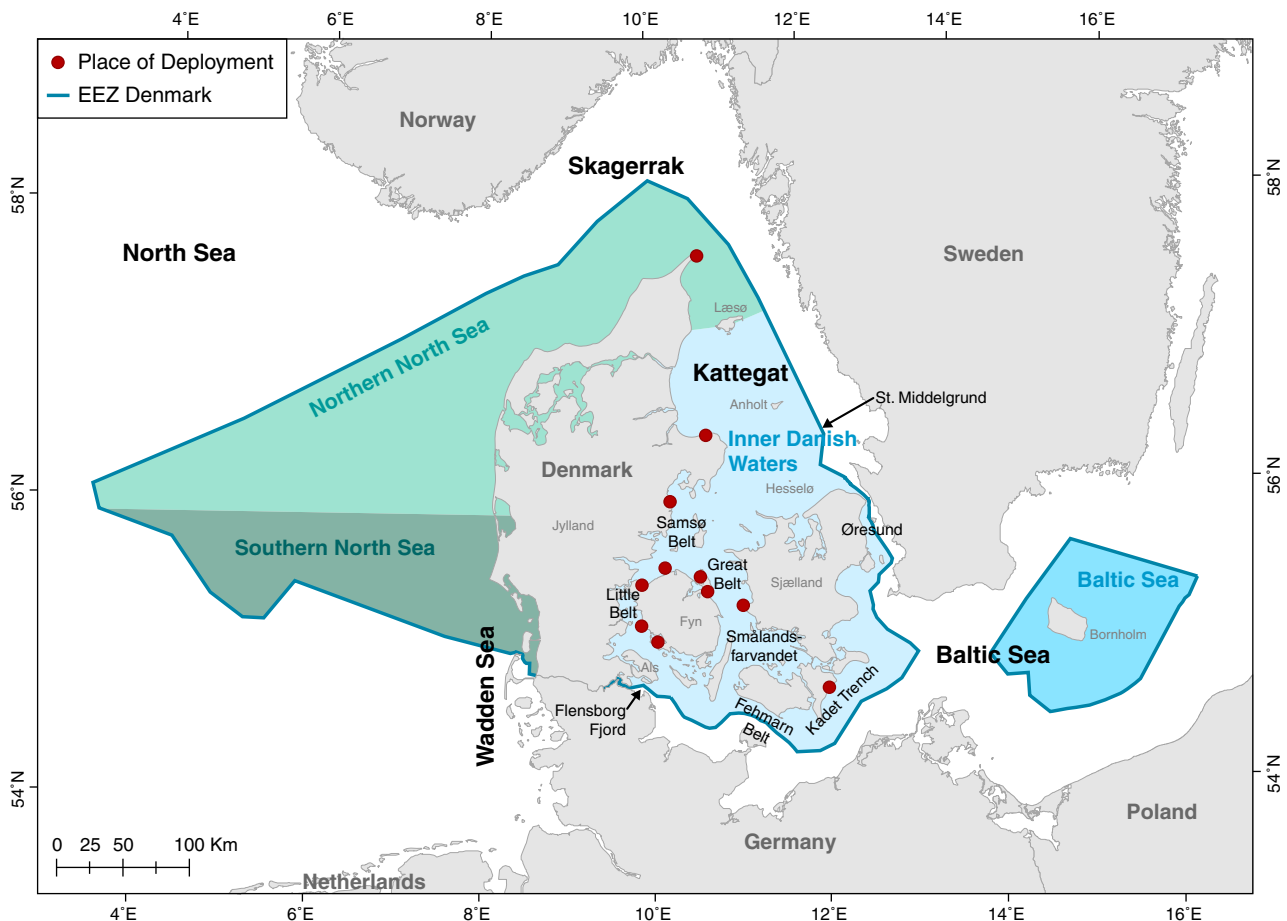 4°E 6°E 8°E 10°E 12°E 14°E 16°E
Place of Deployment
EEZ Denmark
Norway
Skagerrak
58°N
58°N
North Sea
Sweden
Læsø
Northern North Sea
Kattegat
St. Middelgrund
Anholt
Inner Danish
Waters
Denmark
56°N
56°N
Hesselø
Jylland
Samsø
Belt
Øresund
Southern North Sea
Great
Belt
Sjælland
Baltic Sea
Little
Belt
Fyn
Bornholm
Smålands-
farvandet
Baltic Sea
Wadden Sea
Als
Kadet Trench
Flensborg
Fjord
Fehmarn
Belt
54°N
54°N
Poland
Germany
0 25 50 100 Km
Netherlands
4°E 6°E 8°E 10°E 12°E 14°E 16°E